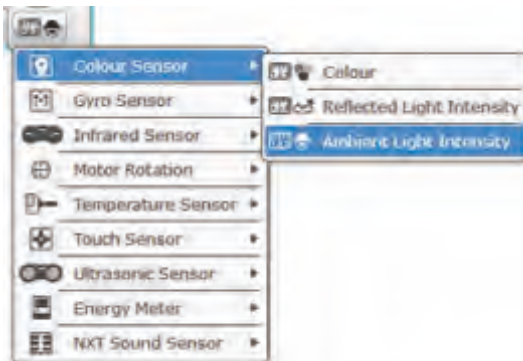 Colour Sensor
Gyro Sensor
Infrared Sensor
Motor Rotation
Temperature Sensor
Touch Sensor
Ultrasonic Sensor
Energy Meter
NXT Sound Sensor
Colour
Reflected Light Intensity
Ambient Light Intensity